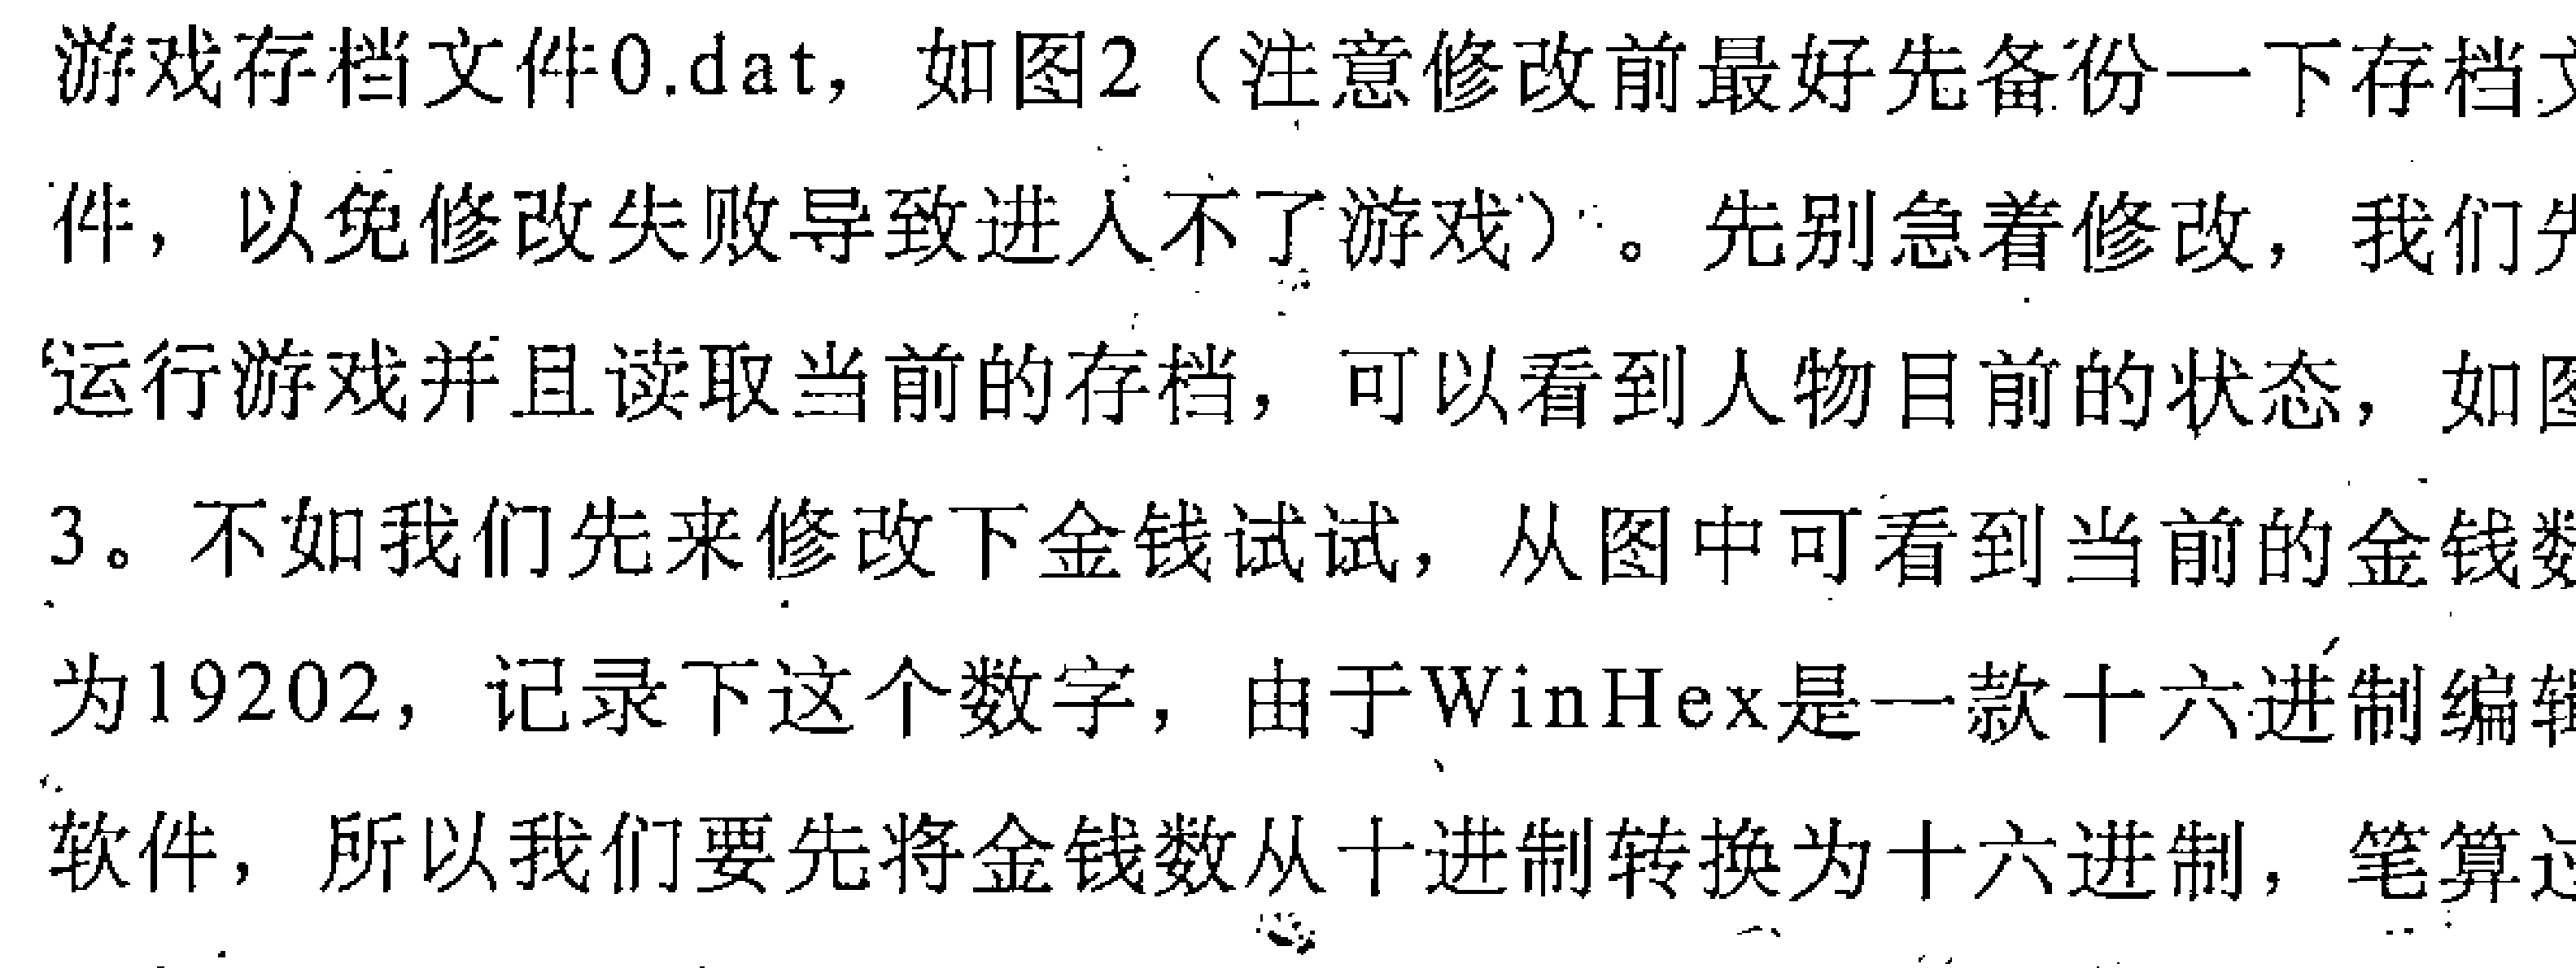 游戏存档文件0.dat，如图2（注意修改前最好先备份一下存档文
件，以免修改失败导致进入不了游戏）。先别急着修改，我们先
运行游戏并且读取当前的存档，可以看到人物目前的状态，如图
3。不如我们先来修改下金钱试试，从图中可看到当前的金钱数
为19202，记录下这个数字，由于WinHex是一款十六进制编辑
软件，所以我们要先将金钱数从十进制转换为十六进制，笔算过